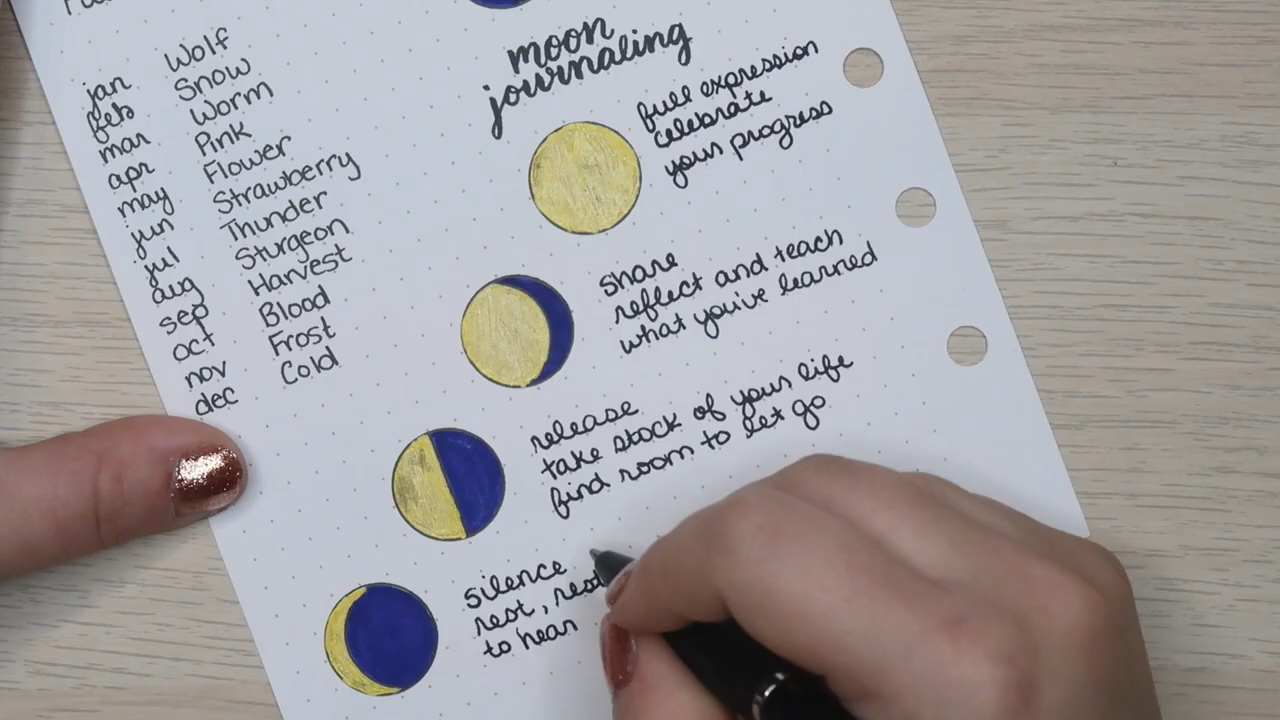 jan Wolf
feb Snow
mar Worm
apr Pink
may Flower
jun Strawberry
jul Thunder
aug Sturgeon
sep Harvest
oct Blood
nov Frost
dec Cold
moon
journaling
full expression
celebrate
your progress
share
reflect and teach
what you've learned
release
take stock of your life
find room to let go
silence
rest,
to hear